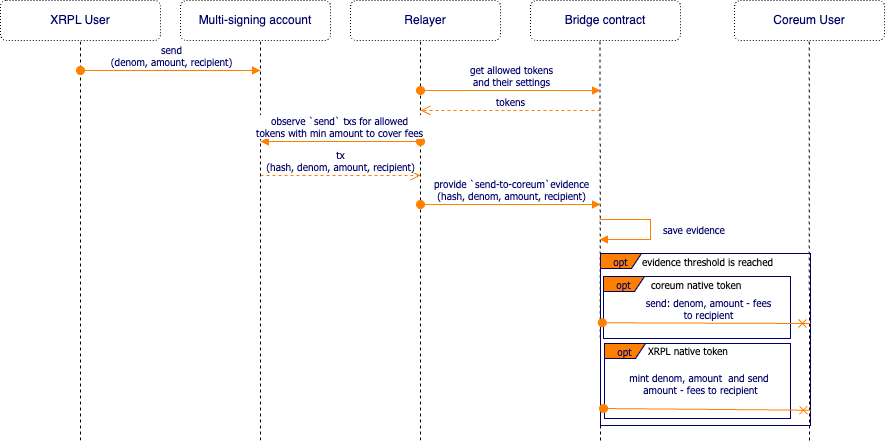 XRPL User
Multi-signing account
Relayer
Bridge contract
Coreum User
send
(denom, amount, recipient)
get allowed tokens
and their settings
tokens
observe `send` txs for allowed
tokens with min amount to cover fees
tx
(hash, denom, amount, recipient)
provide `send-to-coreum`evidence
(hash, denom, amount, recipient)
save evidence
opt evidence threshold is reached
opt coreum native token
send: denom, amount - fees
to recipient
opt XRPL native token
mint denom, amount and send
amount - fees to recipient